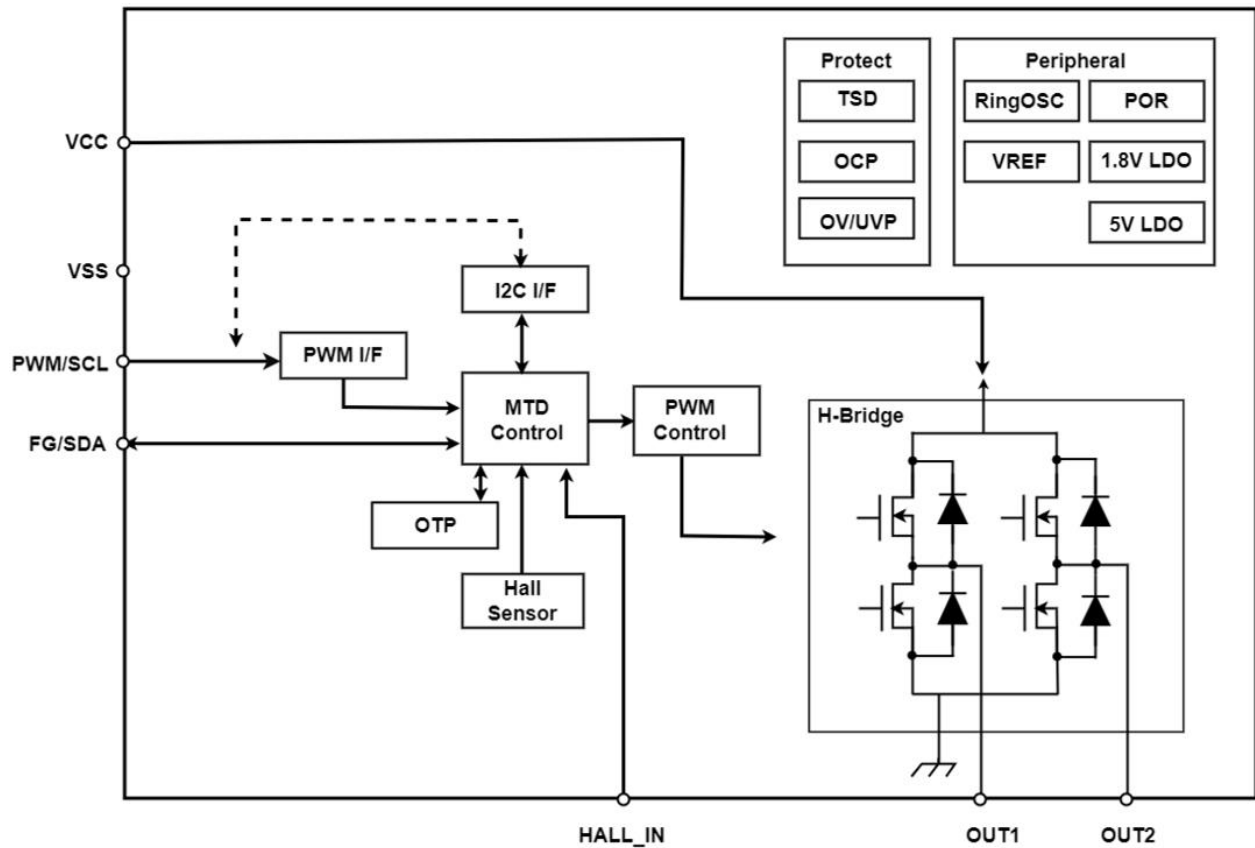 Protect
TSD
OCP
OV/UVP
Peripheral
RingOSC
POR
VREF
1.8V LDO
5V LDO
VCC
VSS
I2C I/F
PWM/SCL
PWM I/F
MTD
Control
PWM
Control
FG/SDA
OTP
Hall
Sensor
H-Bridge
HALL_IN
OUT1
OUT2